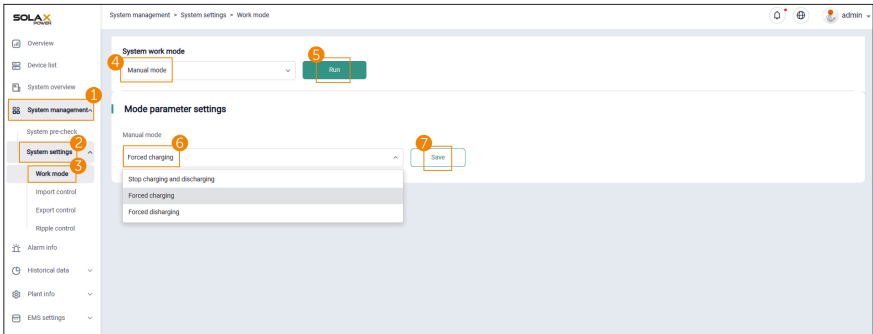 SOLAX
POWER
System management > System settings > Work mode
admin
Overview
Device list
System overview
1
System management
System pre-check
2
System settings
3
Work mode
Import control
Export control
Ripple control
Alarm info
Historical data
Plant info
EMS settings
System work mode
4
Manual mode
5
Run
Mode parameter settings
Manual mode
6
Forced charging
7
Save
Stop charging and discharging
Forced charging
Forced disharging